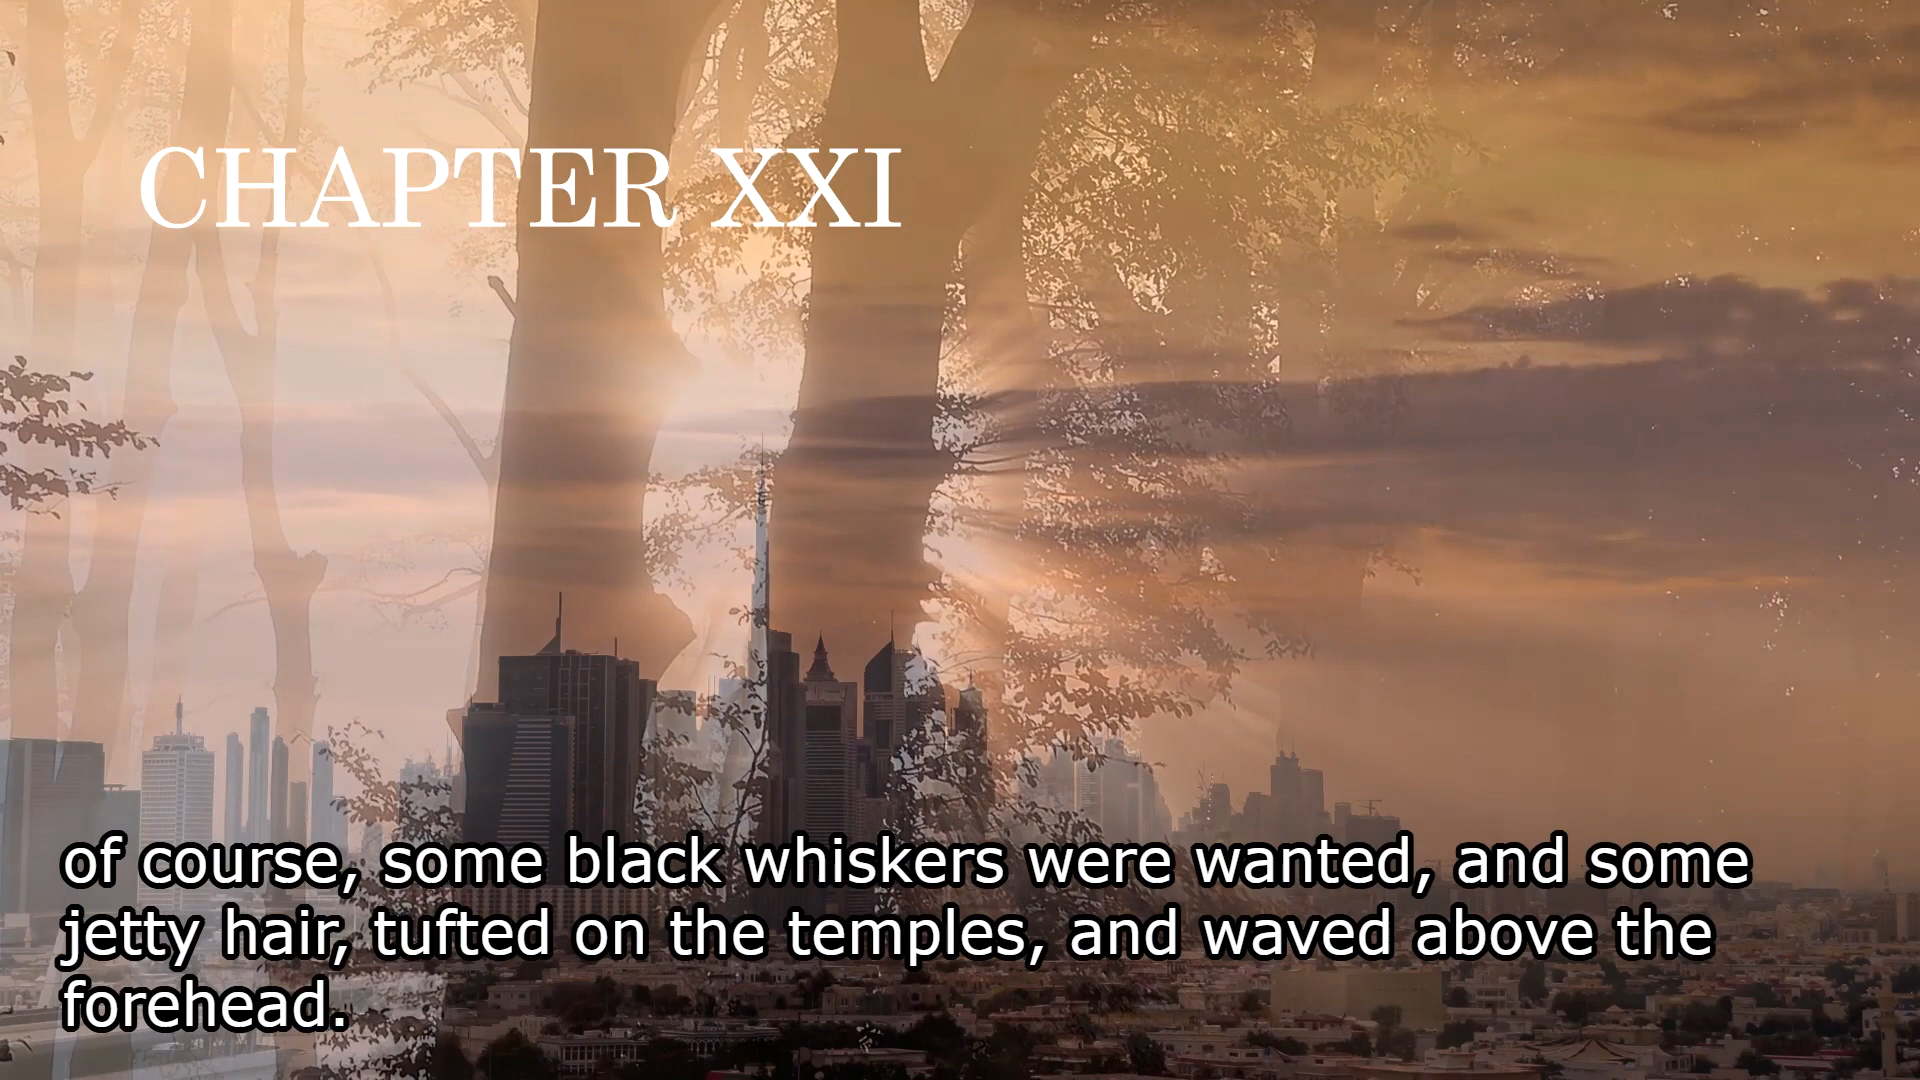 CHAPTER XXI
of course, some black whiskers were wanted, and some
jetty hair, tufted on the temples, and waved above the
forehead.